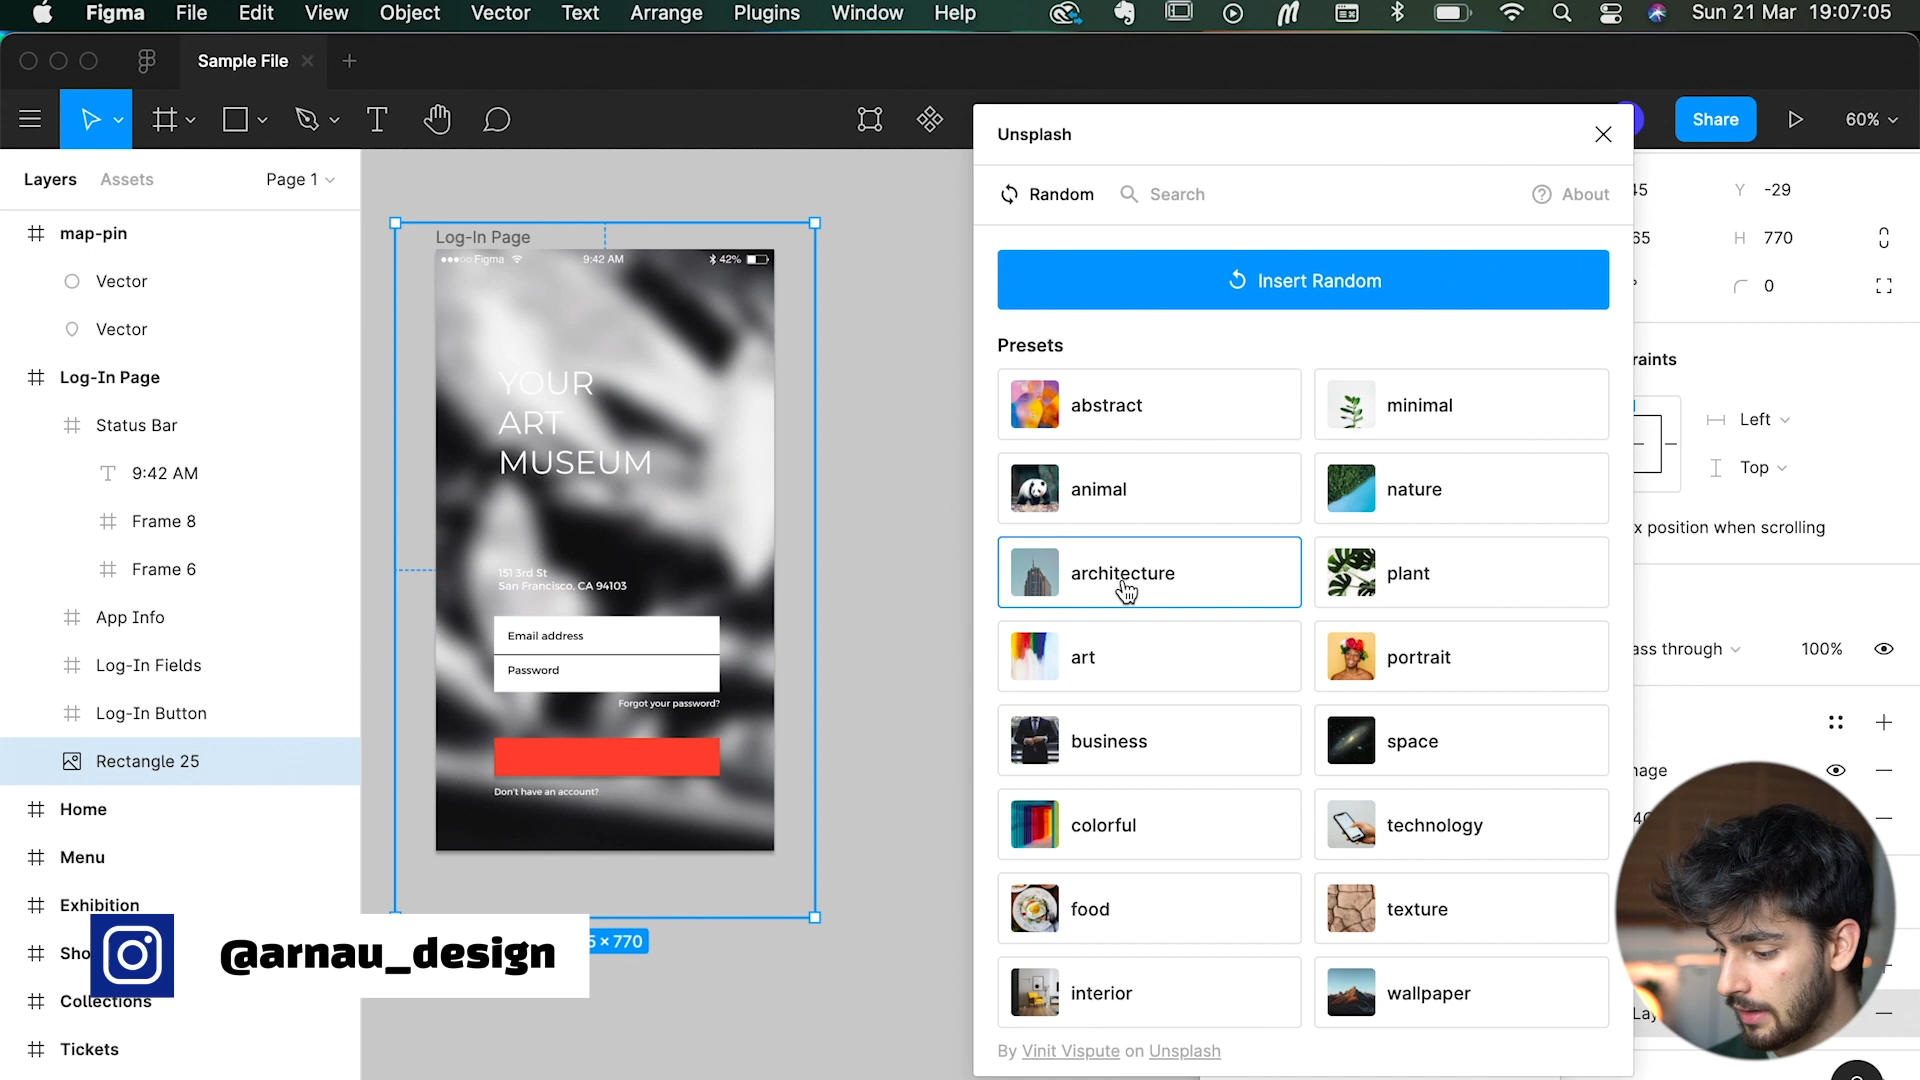 Figma File Edit View Object Vector Text Arrange Plugins Window Help Sun 21 Mar 19:07:05
Sample File
Share
60%
Layers Assets Page 1
map-pin
Vector
Vector
Log-In Page
Status Bar
9:42 AM
Frame 8
Frame 6
App Info
Log-In Fields
Log-In Button
Rectangle 25
Home
Menu
Exhibition
Sho
Collections
Tickets
@arnau_design
Log-In Page
Figma 9:42 AM 42%
YOUR
ART
MUSEUM
151 3rd St
San Francisco, CA 94103
Email address
Password
Forgot your password?
Don't have an account?
5 × 770
Unsplash
Random Search About
Insert Random
Presets
abstract minimal
animal nature
architecture plant
art portrait
business space
colorful technology
food texture
interior wallpaper
By Vinit Vispute on Unsplash
45 Y -29
65 H 770
0
raints
Left
Top
x position when scrolling
ass through 100%
mage
Lay